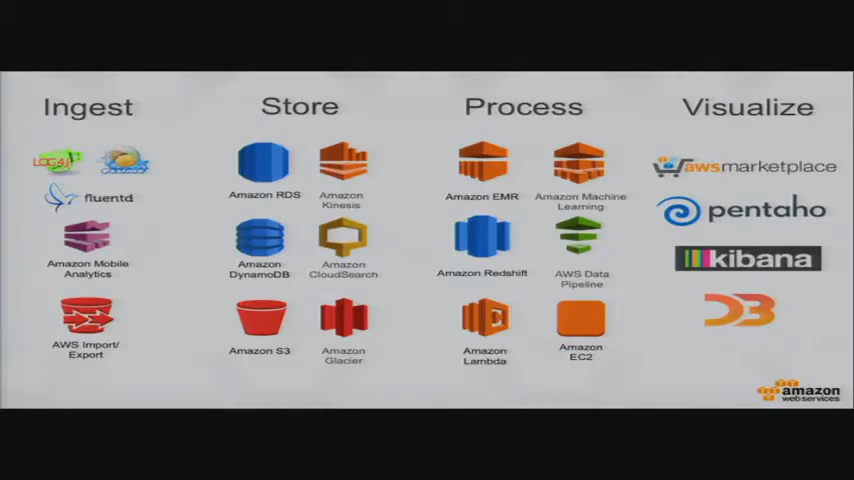 Ingest
Store
Process
Visualize
LOG4J
fluentd
Amazon Mobile
Analytics
AWS Import/
Export
Amazon RDS
Amazon
Kinesis
Amazon
DynamoDB
Amazon
CloudSearch
Amazon S3
Amazon
Glacier
Amazon EMR
Amazon Machine
Learning
Amazon Redshift
AWS Data
Pipeline
Amazon
Lambda
Amazon
EC2
awsmarketplace
pentaho
kibana
D3
amazon
webservices